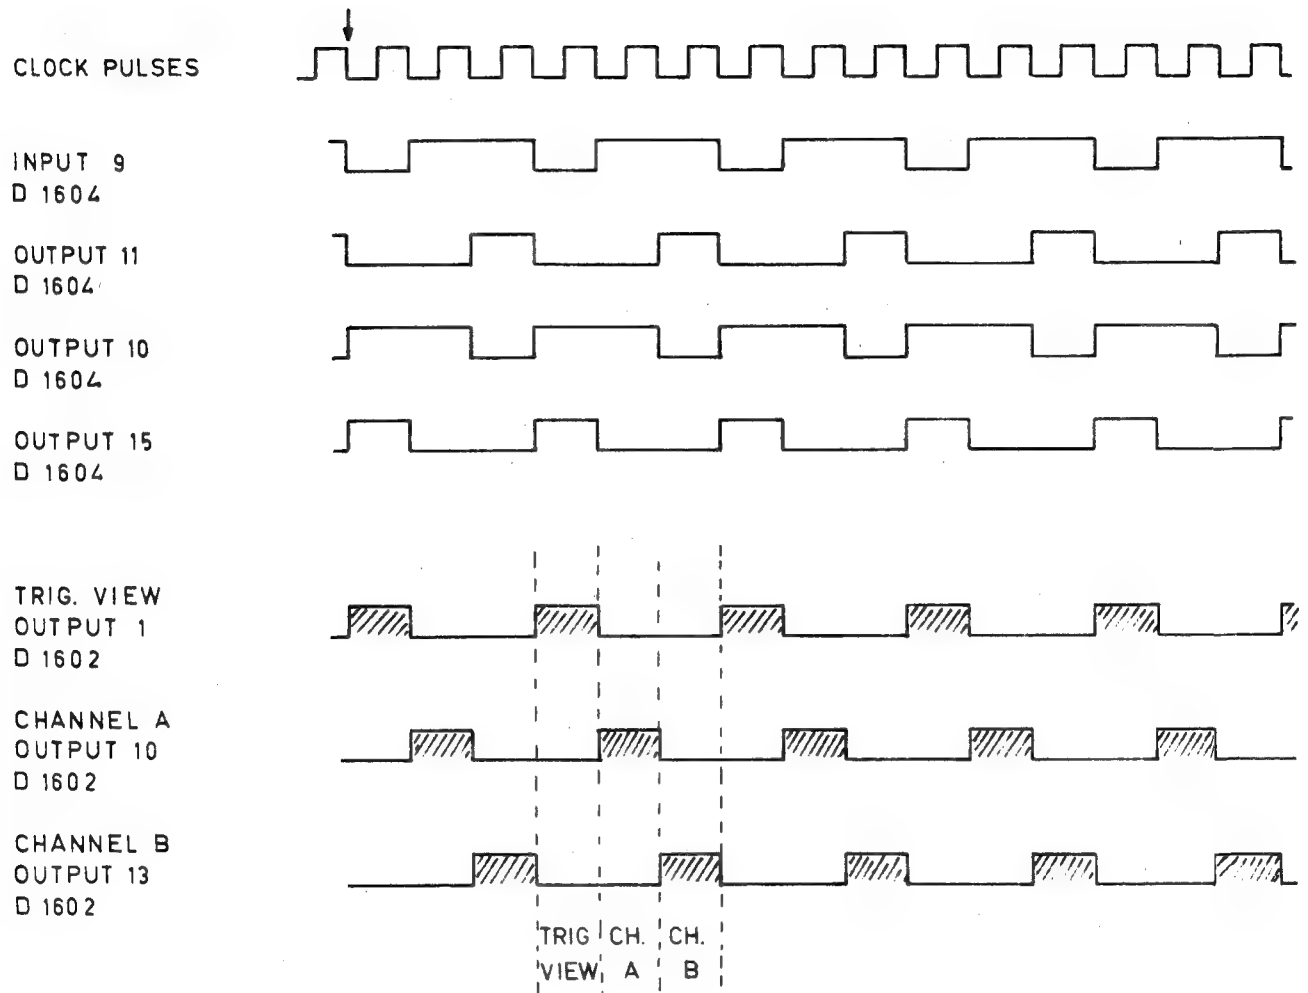 CLOCK PULSES
INPUT 9
D 1604
OUTPUT 11
D 1604
OUTPUT 10
D 1604
OUTPUT 15
D 1604
TRIG. VIEW
OUTPUT 1
D 1602
CHANNEL A
OUTPUT 10
D 1602
CHANNEL B
OUTPUT 13
D 1602
TRIG VIEW
CH. A
CH. B